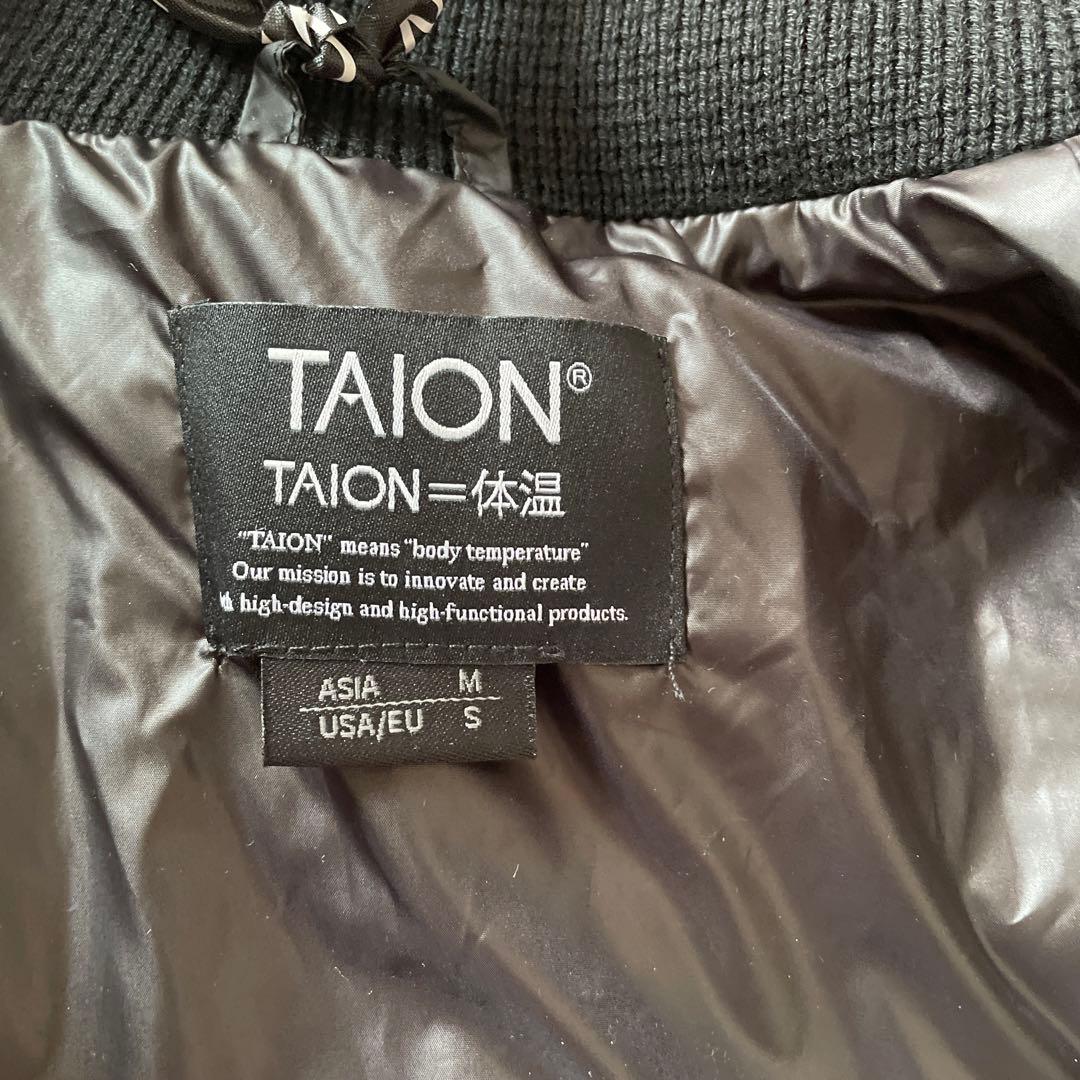 TAION®
TAION=体温
"TAION" means "body temperature"
Our mission is to innovate and create
high-design and high-functional products.
ASIA M
USA/EU S